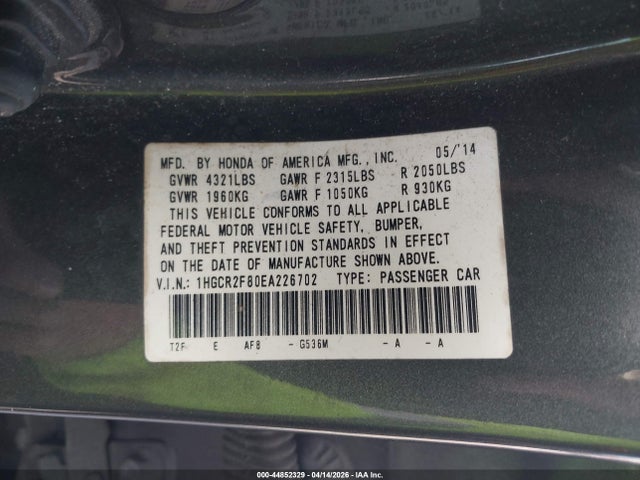 MFD. BY HONDA OF AMERICA MFG., INC. 05/'14
GVWR 4321LBS GAWR F 2315LBS R 2050LBS
GVWR 1960KG GAWR F 1050KG R 930KG
THIS VEHICLE CONFORMS TO ALL APPLICABLE
FEDERAL MOTOR VEHICLE SAFETY, BUMPER,
AND THEFT PREVENTION STANDARDS IN EFFECT
ON THE DATE OF MANUFACTURE SHOWN ABOVE.
V.I.N.: 1HGCR2F80EA226702 TYPE: PASSENGER CAR
T2F E AF8 - G536M - A - A
000-44852329 - 04/14/2026 - IAA Inc.